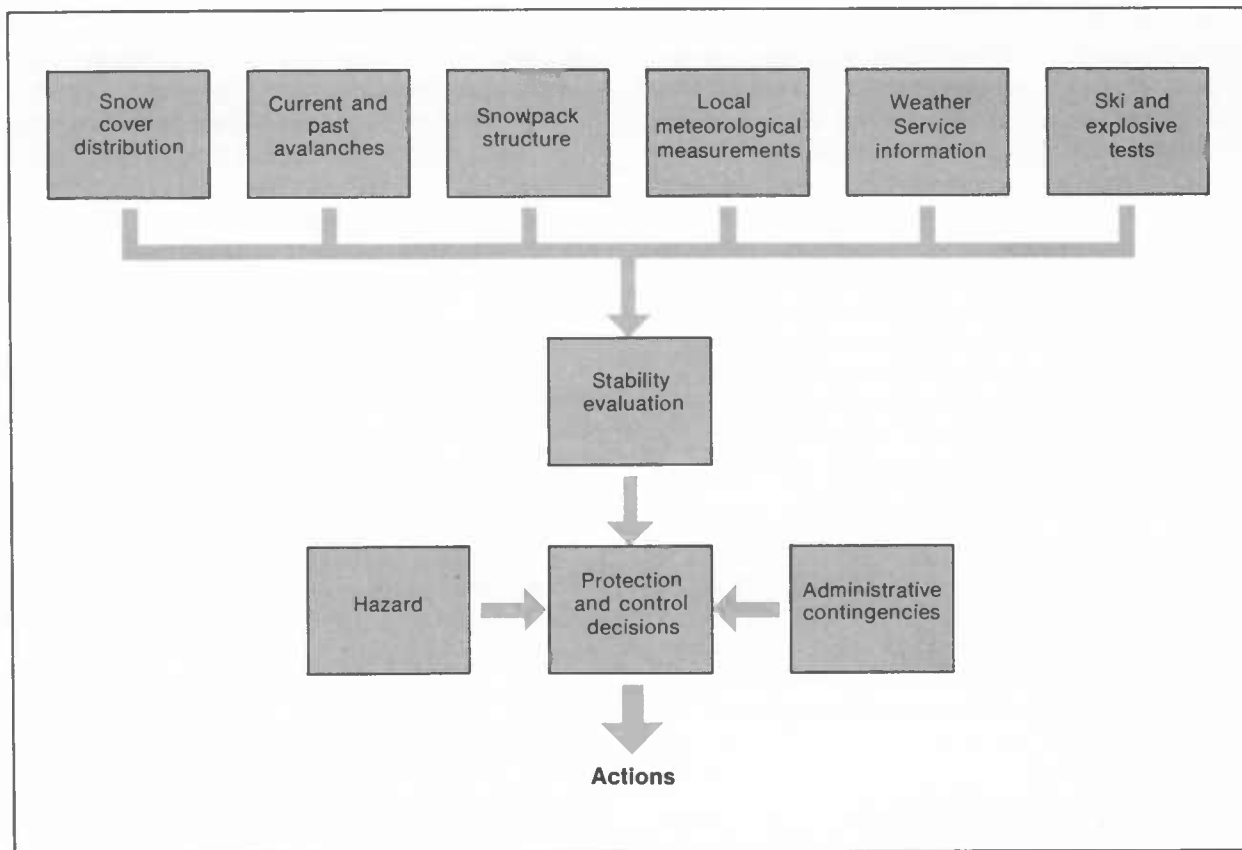 Snow
cover
distribution
Current and
past
avalanches
Snowpack
structure
Local
meteorological
measurements
Weather
Service
information
Ski and
explosive
tests
Stability
evaluation
Hazard
Protection
and control
decisions
Administrative
contingencies
Actions